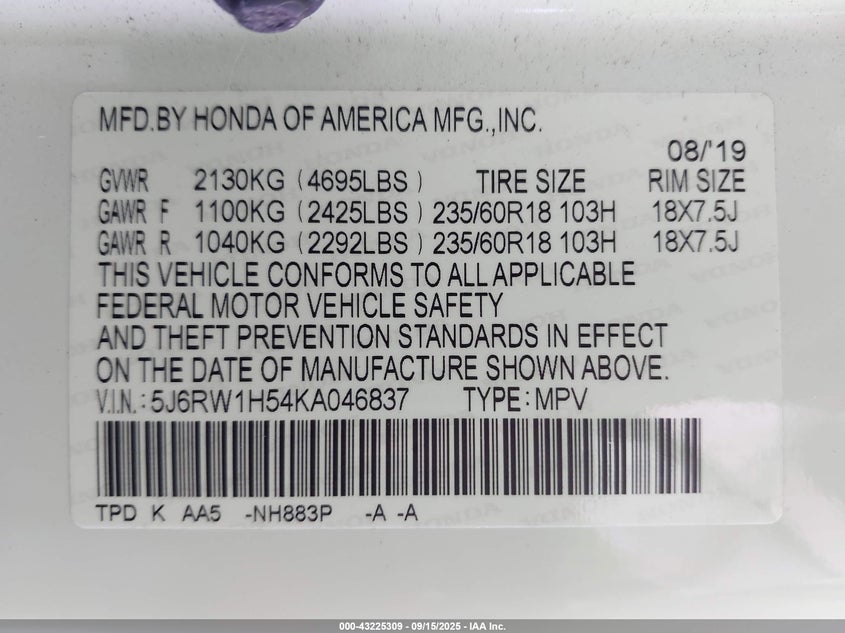 MFD.BY HONDA OF AMERICA MFG.,INC.
08/'19
GVWR 2130KG (4695LBS ) TIRE SIZE RIM SIZE
GAWR F 1100KG (2425LBS ) 235/60R18 103H 18X7.5J
GAWR R 1040KG (2292LBS ) 235/60R18 103H 18X7.5J
THIS VEHICLE CONFORMS TO ALL APPLICABLE
FEDERAL MOTOR VEHICLE SAFETY
AND THEFT PREVENTION STANDARDS IN EFFECT
ON THE DATE OF MANUFACTURE SHOWN ABOVE.
V.I.N.: 5J6RW1H54KA046837 TYPE: MPV
TPD K AA5 -NH883P -A -A
000-43225309 - 09/15/2025 - IAA Inc.